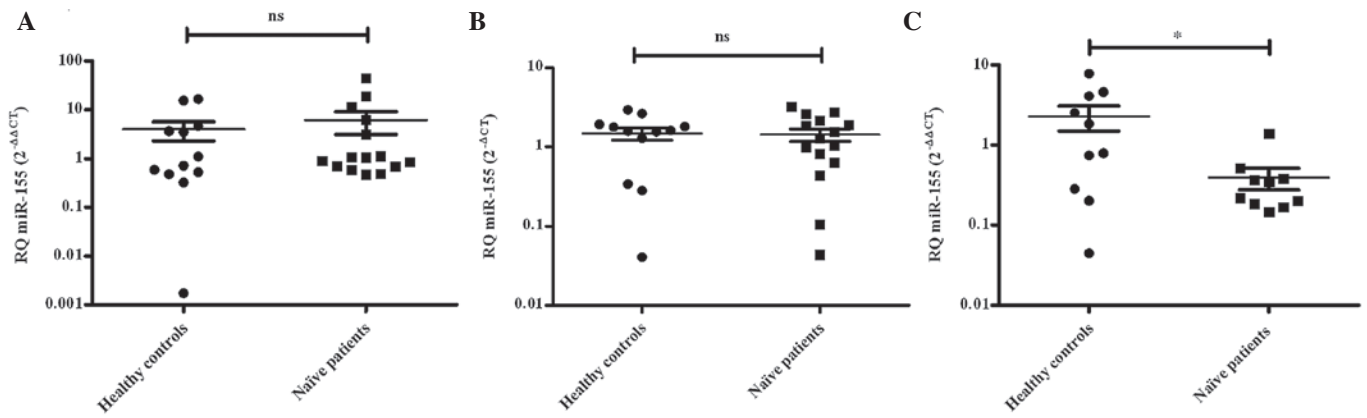 A
ns
RQ miR-155 (2^-ΔΔCT)
100
10
1
0.1
0.01
0.001
Healthy controls
Naïve patients
B
ns
RQ miR-155 (2^-ΔCT)
10
1
0.1
0.01
Healthy controls
Naïve patients
C
*
RQ miR-155 (2^-ΔΔCT)
10
1
0.1
0.01
Healthy controls
Naïve patients